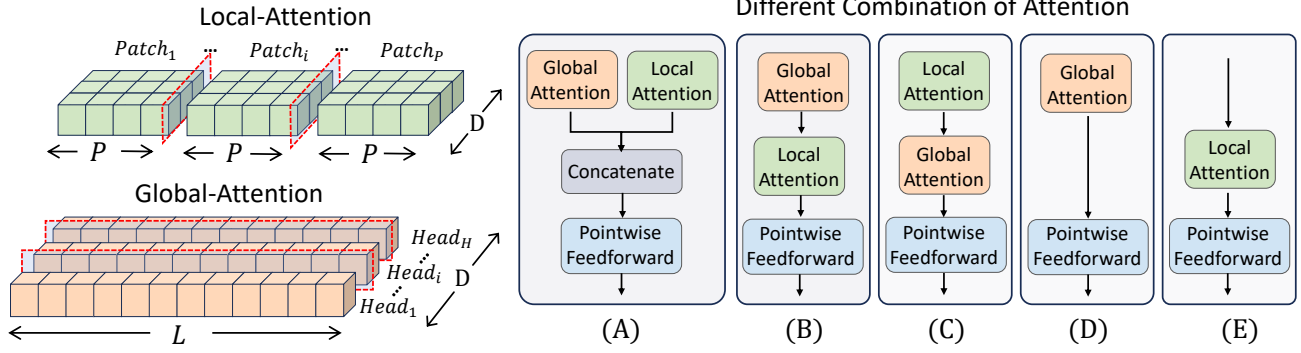 Local-Attention
Patch₁ ... Patchᵢ ... Patch_P
D
P P P
Global-Attention
Head_H
⋮
Headᵢ
⋮
Head₁
D
L
Different Combination of Attention
Global
Attention
Local
Attention
Concatenate
Pointwise
Feedforward
(A)
Global
Attention
Local
Attention
Pointwise
Feedforward
(B)
Local
Attention
Global
Attention
Pointwise
Feedforward
(C)
Global
Attention
Pointwise
Feedforward
(D)
Local
Attention
Pointwise
Feedforward
(E)